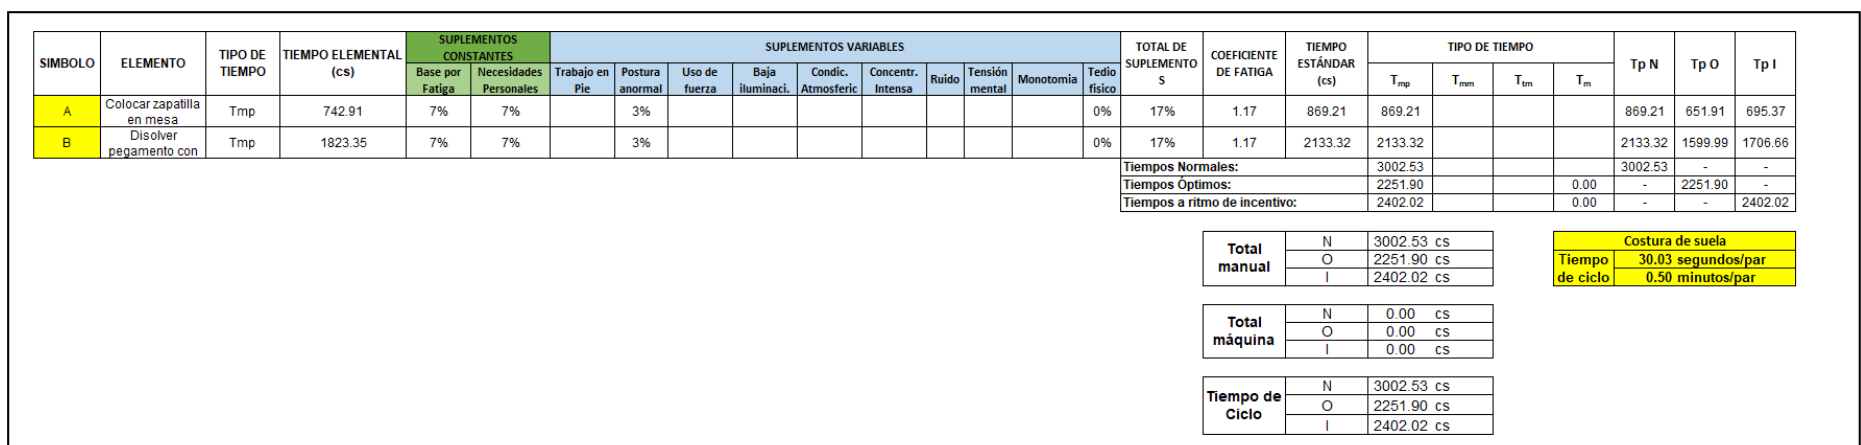 SIMBOLO ELEMENTO TIPO DE TIEMPO TIEMPO ELEMENTAL (cs) SUPLEMENTOS CONSTANTES SUPLEMENTOS VARIABLES TOTAL DE SUPLEMENTO S COEFICIENTE DE FATIGA TIEMPO ESTÁNDAR (cs) TIPO DE TIEMPO Tp N Tp O Tp I
Base por Fatiga Necesidades Personales Trabajo en Pie Postura anormal Uso de fuerza Baja iluminaci. Condic. Atmosferic Concentr. Intensa Ruido Tensión mental Monotomia Tedio fisico Tmp Tmm Ttm Tm
A Colocar zapatilla en mesa Tmp 742.91 7% 7% 3% 0% 17% 1.17 869.21 869.21 869.21 651.91 695.37
B Disolver pegamento con Tmp 1823.35 7% 7% 3% 0% 17% 1.17 2133.32 2133.32 2133.32 1599.99 1706.66
Tiempos Normales: 3002.53 3002.53 - -
Tiempos Óptimos: 2251.90 0.00 - 2251.90 -
Tiempos a ritmo de incentivo: 2402.02 0.00 - - 2402.02
Total manual
N 3002.53 cs
O 2251.90 cs
I 2402.02 cs
Costura de suela
Tiempo de ciclo
30.03 segundos/par
0.50 minutos/par
Total máquina
N 0.00 cs
O 0.00 cs
I 0.00 cs
Tiempo de Ciclo
N 3002.53 cs
O 2251.90 cs
I 2402.02 cs